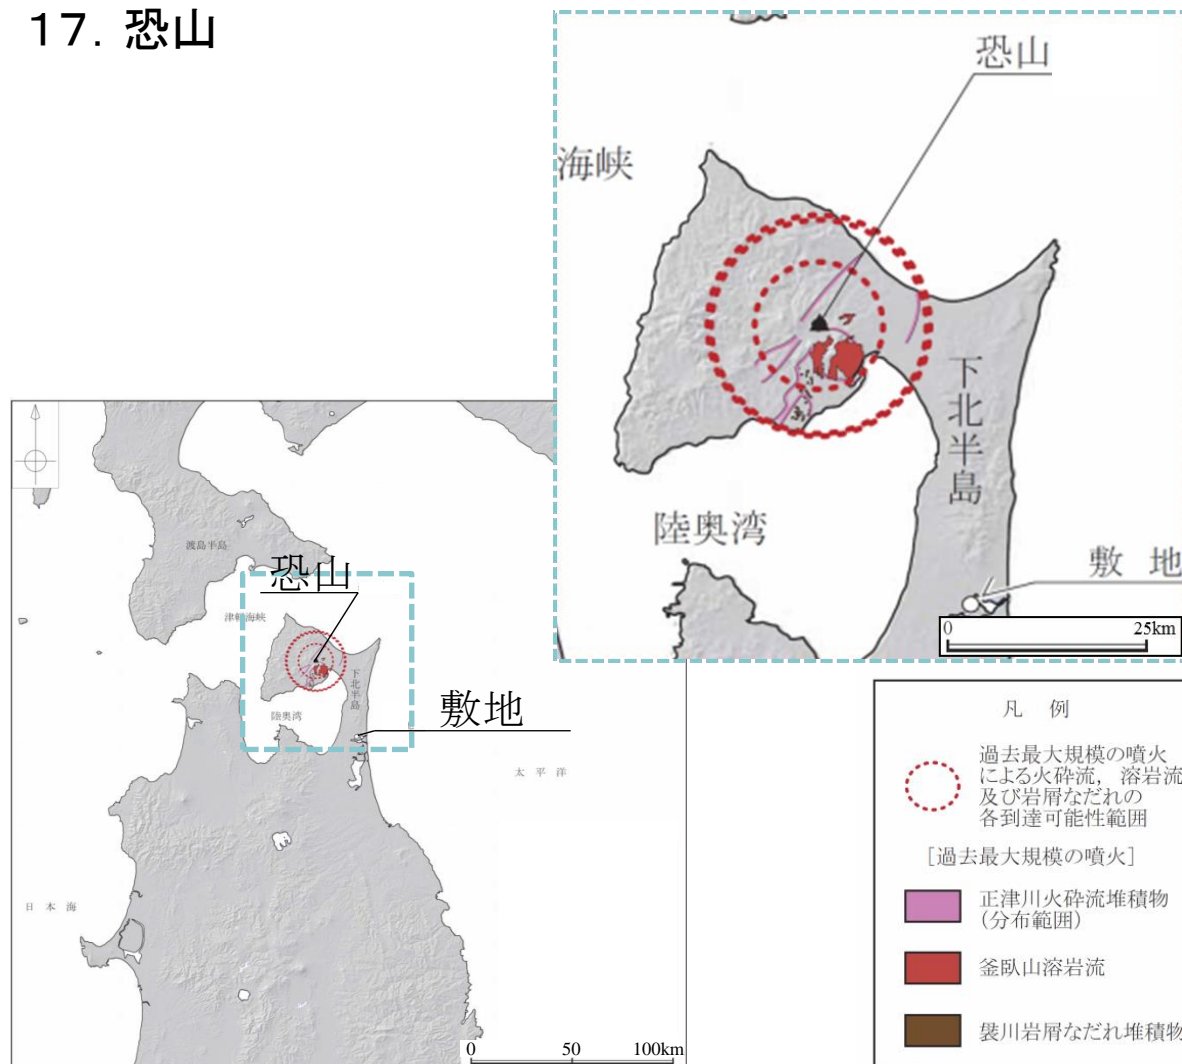 17. 恐山
恐山
海峡
下北半島
陸奥湾
敷 地
0 25km
渡島半島
恐山
津軽海峡
下北半島
陸奥湾
敷地
太 平 洋
日 本 海
0 50 100km
凡 例
過去最大規模の噴火
による火砕流，溶岩流
及び岩屑なだれの
各到達可能性範囲
[過去最大規模の噴火]
正津川火砕流堆積物
(分布範囲)
釜臥山溶岩流
裊川岩屑なだれ堆積物